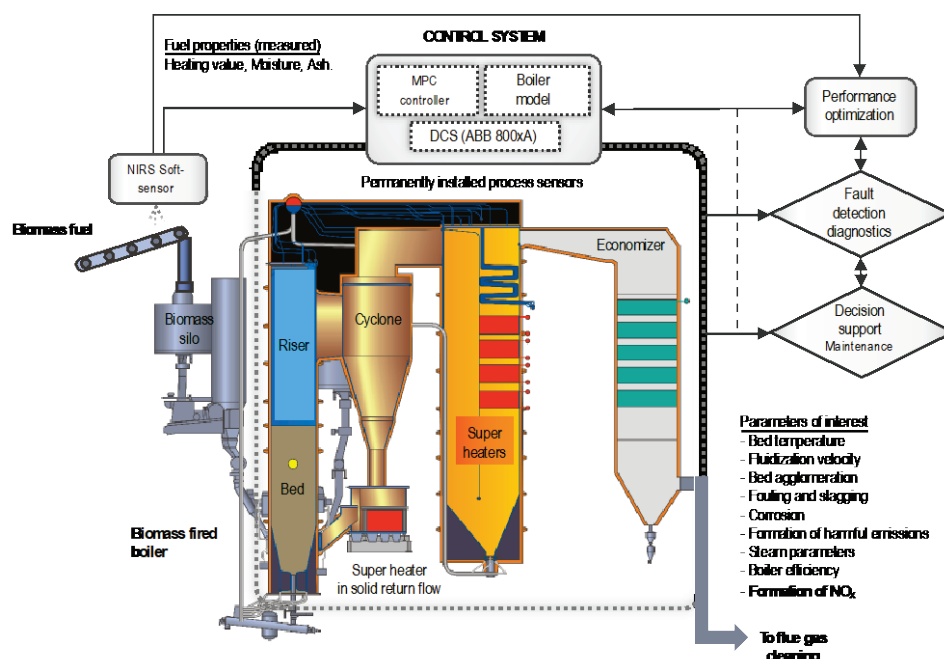 Fuel properties (measured)
Heating value, Moisture, Ash.
CONTROL SYSTEM
MPC
controller
Boiler
model
DCS (ABB 800xA)
Performance
optimization
NIRS Soft-
sensor
Permanently installed process sensors
Fault
detection
diagnostics
Biomass fuel
Economizer
Biomass
silo
Riser
Cyclone
Decision
support
Maintenance
Super
heaters
Bed
Parameters of interest
- Bed temperature
- Fluidization velocity
- Bed agglomeration
- Fouling and slagging
- Corrosion
- Formation of harmful emissions
- Steam parameters
- Boiler efficiency
- Formation of NOx
Biomass fired
boiler
Super heater
in solid return flow
To flue gas
cleaning